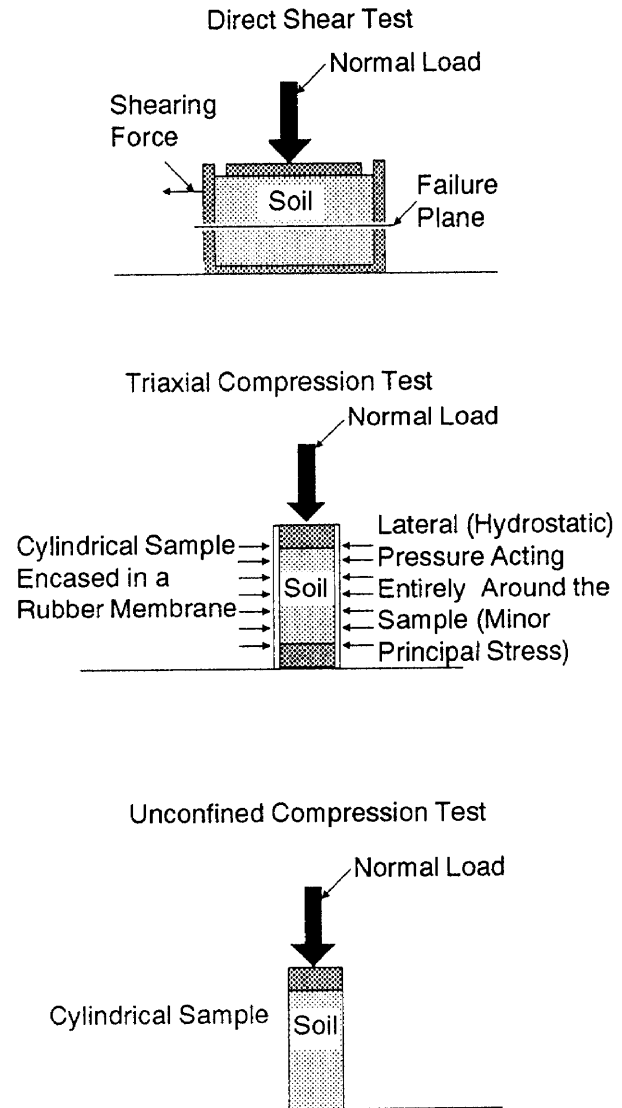 Direct Shear Test
Normal Load
Shearing
Force
Soil
Failure
Plane
Triaxial Compression Test
Normal Load
Cylindrical Sample
Encased in a
Rubber Membrane
Soil
Lateral (Hydrostatic)
Pressure Acting
Entirely Around the
Sample (Minor
Principal Stress)
Unconfined Compression Test
Normal Load
Cylindrical Sample
Soil